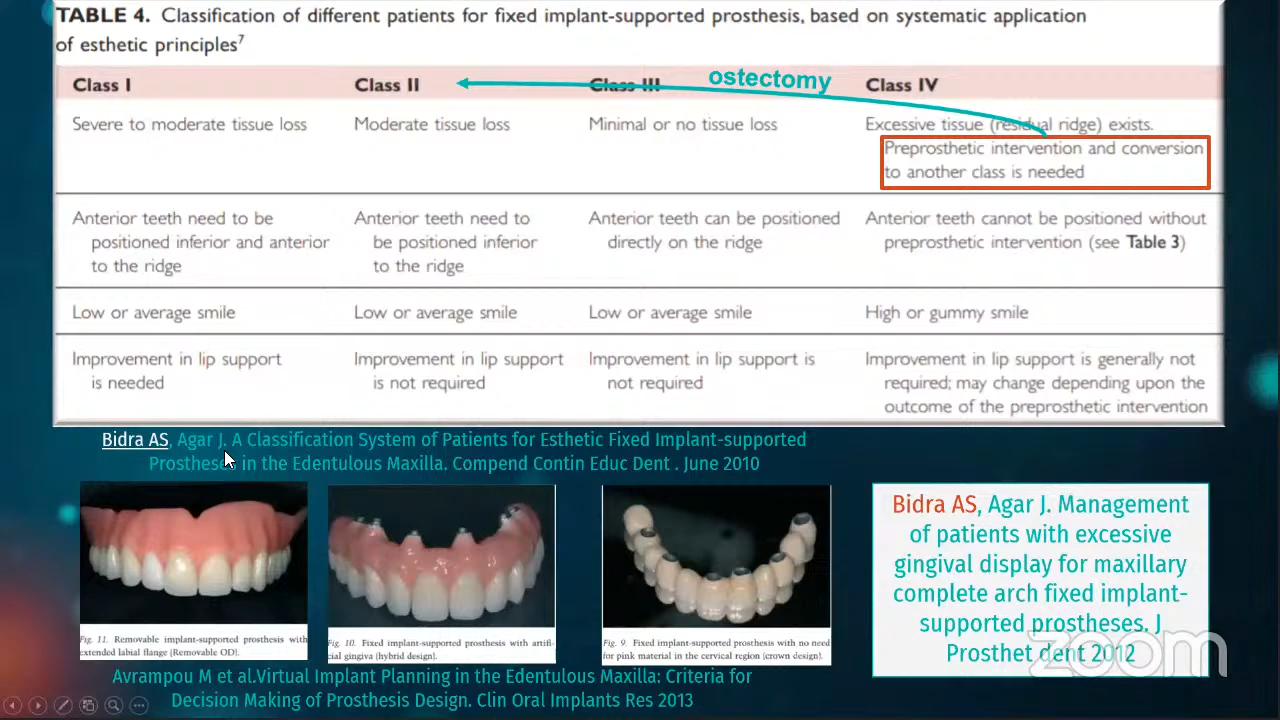 TABLE 4. Classification of different patients for fixed implant-supported prosthesis, based on systematic application
of esthetic principles7
ostectomy
Class I Class II Class III Class IV
Severe to moderate tissue loss Moderate tissue loss Minimal or no tissue loss Excessive tissue (residual ridge) exists.
Preprosthetic intervention and conversion
to another class is needed
Anterior teeth need to be Anterior teeth need to Anterior teeth can be positioned Anterior teeth cannot be positioned without
positioned inferior and anterior be positioned inferior directly on the ridge preprosthetic intervention (see Table 3)
to the ridge to the ridge
Low or average smile Low or average smile Low or average smile High or gummy smile
Improvement in lip support Improvement in lip support Improvement in lip support is Improvement in lip support is generally not
is needed is not required not required required; may change depending upon the
outcome of the preprosthetic intervention
Bidra AS, Agar J. A Classification System of Patients for Esthetic Fixed Implant-supported
Prostheses in the Edentulous Maxilla. Compend Contin Educ Dent . June 2010
Fig. 11. Removable implant-supported prosthesis with
extended labial flange (Removable OD).
Fig. 10. Fixed implant-supported prosthesis with artifi-
cial gingiva (hybrid design).
Fig. 9. Fixed implant-supported prosthesis with no need
for pink material in the cervical region (crown design).
Avrampou M et al.Virtual Implant Planning in the Edentulous Maxilla: Criteria for
Decision Making of Prosthesis Design. Clin Oral Implants Res 2013
Bidra AS, Agar J. Management
of patients with excessive
gingival display for maxillary
complete arch fixed implant-
supported prostheses. J
Prosthet dent 2012
zoom